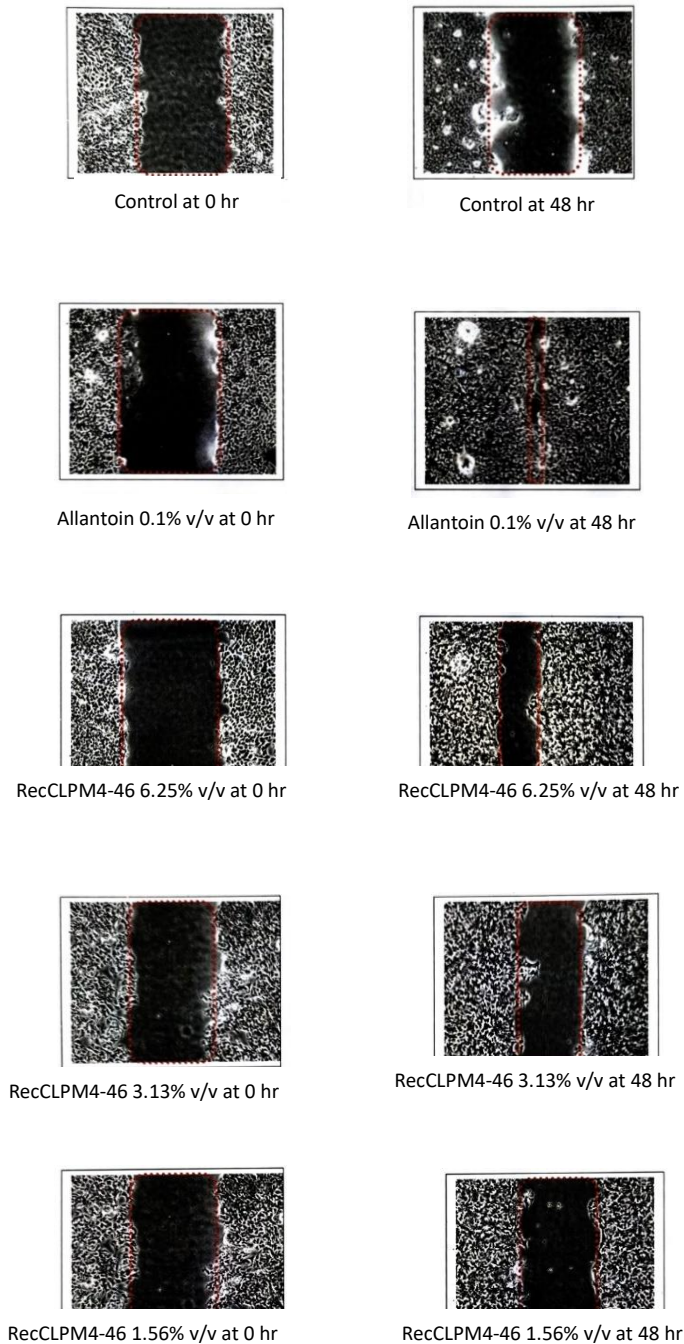 Control at 0 hr
Control at 48 hr
Allantoin 0.1% v/v at 0 hr
Allantoin 0.1% v/v at 48 hr
RecCLPM4-46 6.25% v/v at 0 hr
RecCLPM4-46 6.25% v/v at 48 hr
RecCLPM4-46 3.13% v/v at 0 hr
RecCLPM4-46 3.13% v/v at 48 hr
RecCLPM4-46 1.56% v/v at 0 hr
RecCLPM4-46 1.56% v/v at 48 hr